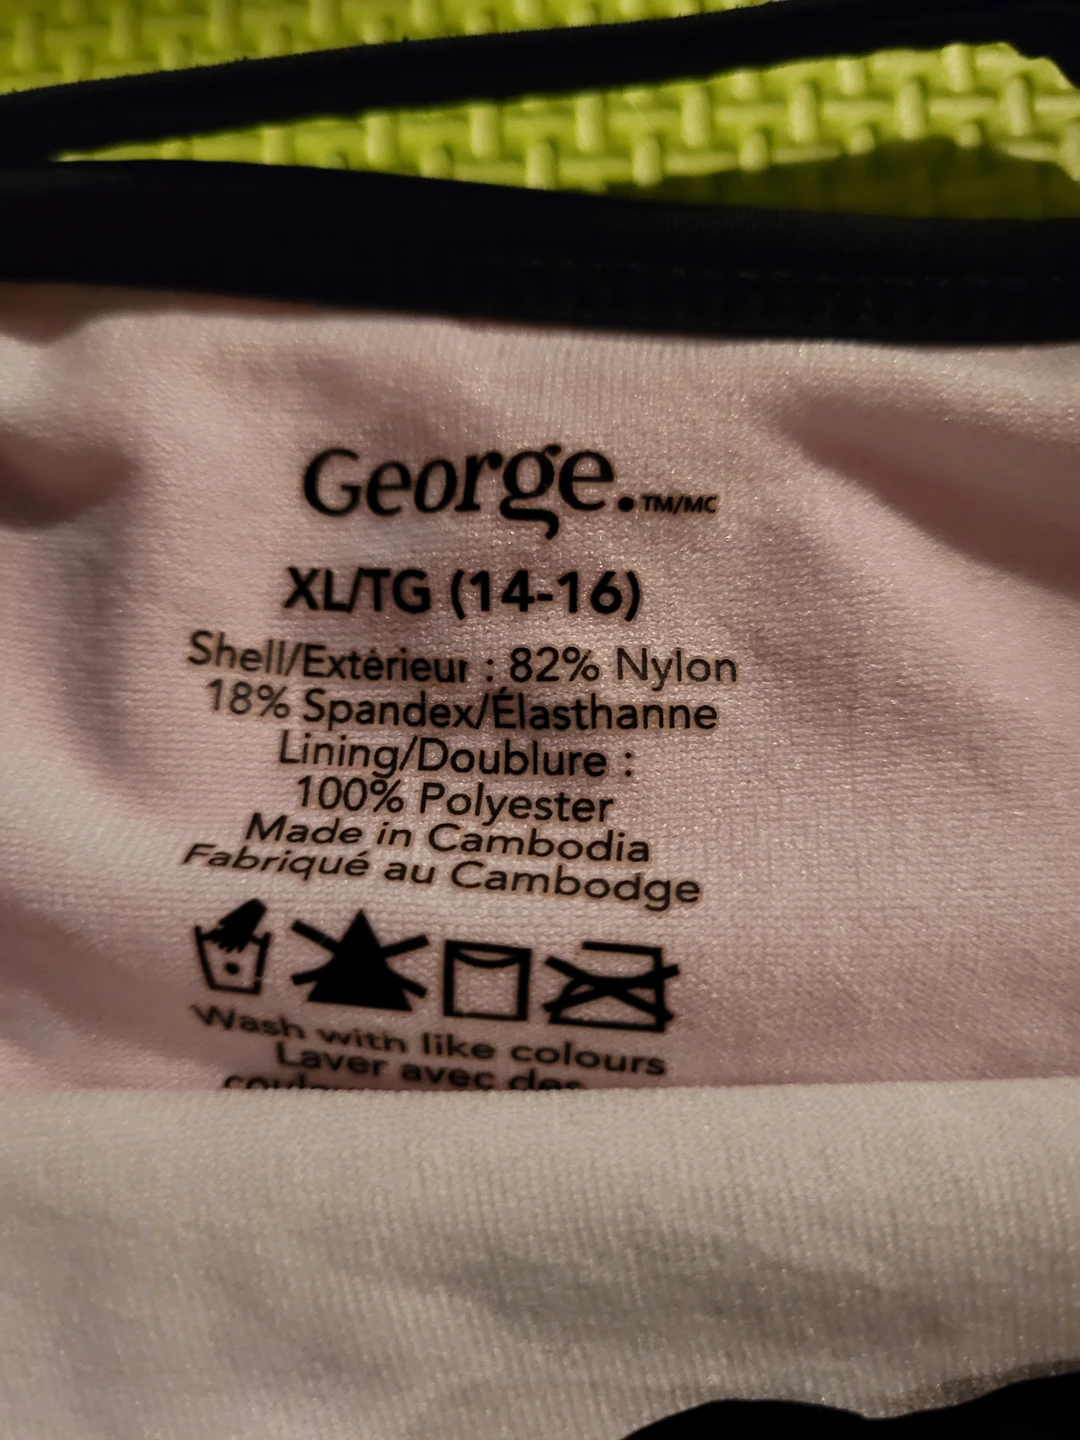 George.TM/MC
XL/TG (14-16)
Shell/Extérieur : 82% Nylon
18% Spandex/Élasthanne
Lining/Doublure :
100% Polyester
Made in Cambodia
Fabriqué au Cambodge
Wash with like colours
Laver avec des